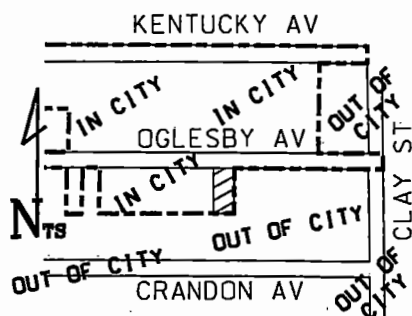 KENTUCKY AV
IN CITY
IN CITY
OUT OF
CITY
OGLESBY AV
IN CITY
CLAY ST
NTS
OUT OF CITY
OUT OF CITY
OUT OF
CITY
CRANDON AV